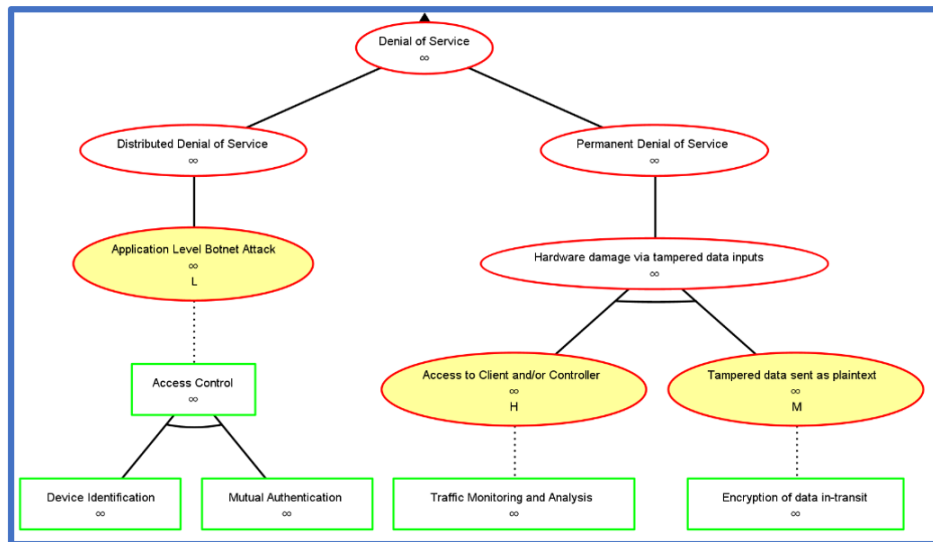 Denial of Service
∞
Distributed Denial of Service
∞
Permanent Denial of Service
∞
Application Level Botnet Attack
∞
L
Hardware damage via tampered data inputs
∞
Access Control
∞
Access to Client and/or Controller
∞
H
Tampered data sent as plaintext
∞
M
Device Identification
∞
Mutual Authentication
∞
Traffic Monitoring and Analysis
∞
Encryption of data in-transit
∞